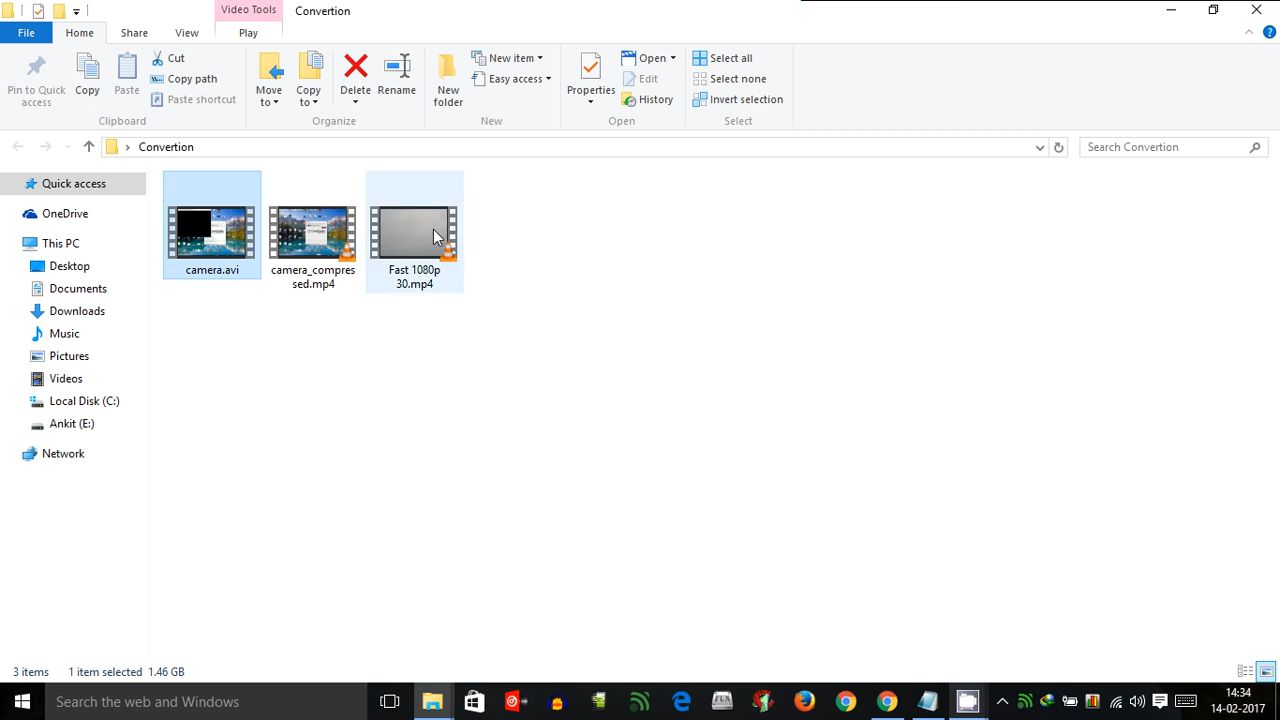 Video Tools
Convertion
File
Home
Share
View
Play
Pin to Quick
access
Copy
Paste
Cut
Copy path
Paste shortcut
Clipboard
Move
to
Copy
to
Delete
Rename
Organize
New
folder
New item
Easy access
New
Properties
Open
Edit
History
Open
Select all
Select none
Invert selection
Select
Convertion
Search Convertion
Quick access
OneDrive
This PC
Desktop
Documents
Downloads
Music
Pictures
Videos
Local Disk (C:)
Ankit (E:)
Network
camera.avi
camera_compres
sed.mp4
Fast 1080p
30.mp4
3 items
1 item selected 1.46 GB
Search the web and Windows
14:34
14-02-2017